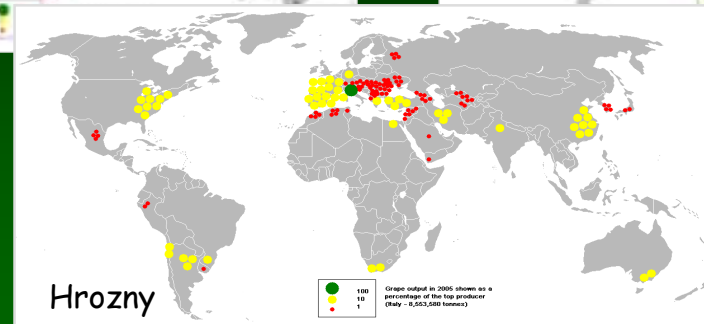 Hrozny
100
10
1
Grape output in 2005 shown as a
percentage of the top producer
(Italy - 8,553,580 tonnes)